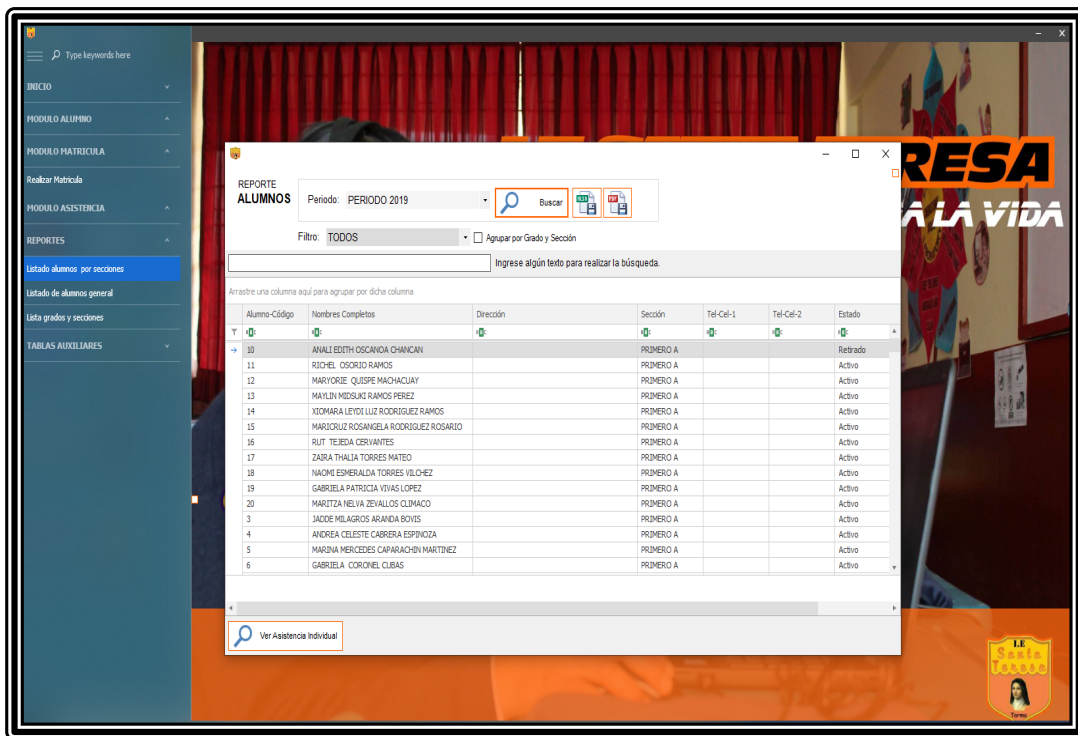 Type keywords here
INICIO
MODULO ALUMNO
MODULO MATRICULA
Realizar Matricula
MODULO ASISTENCIA
REPORTES
Listado alumnos por secciones
Listado de alumnos general
Lista grados y secciones
TABLAS AUXILIARES
RESA
A LA VIDA
REPORTE
ALUMNOS
Periodo: PERIODO 2019
Buscar
XLSX
PDF
Filtro: TODOS
Agrupar por Grado y Sección
Ingrese algún texto para realizar la búsqueda.
Arrastre una columna aquí para agrupar por dicha columna
Alumno-Código Nombres Completos Dirección Sección Tel-Cel-1 Tel-Cel-2 Estado
10 ANALI EDITH OSCANOA CHANCAN PRIMERO A Retirado
11 RICHEL OSORIO RAMOS PRIMERO A Activo
12 MARYORIE QUISPE MACHACUAY PRIMERO A Activo
13 MAYLIN MIDSUKI RAMOS PEREZ PRIMERO A Activo
14 XIOMARA LEYDI LUZ RODRIGUEZ RAMOS PRIMERO A Activo
15 MARICRUZ ROSANGELA RODRIGUEZ ROSARIO PRIMERO A Activo
16 RUT TEJEDA CERVANTES PRIMERO A Activo
17 ZAIRA THALIA TORRES MATEO PRIMERO A Activo
18 NAOMI ESMERALDA TORRES VILCHEZ PRIMERO A Activo
19 GABRIELA PATRICIA VIVAS LOPEZ PRIMERO A Activo
20 MARITZA NELVA ZEVALLOS CLIMACO PRIMERO A Activo
3 JADDE MILAGROS ARANDA BOVIS PRIMERO A Activo
4 ANDREA CELESTE CABRERA ESPINOZA PRIMERO A Activo
5 MARINA MERCEDES CAPARACHIN MARTINEZ PRIMERO A Activo
6 GABRIELA CORONEL CUBAS PRIMERO A Activo
Ver Asistencia Individual
I.E
Santa
Teresa
Tarma